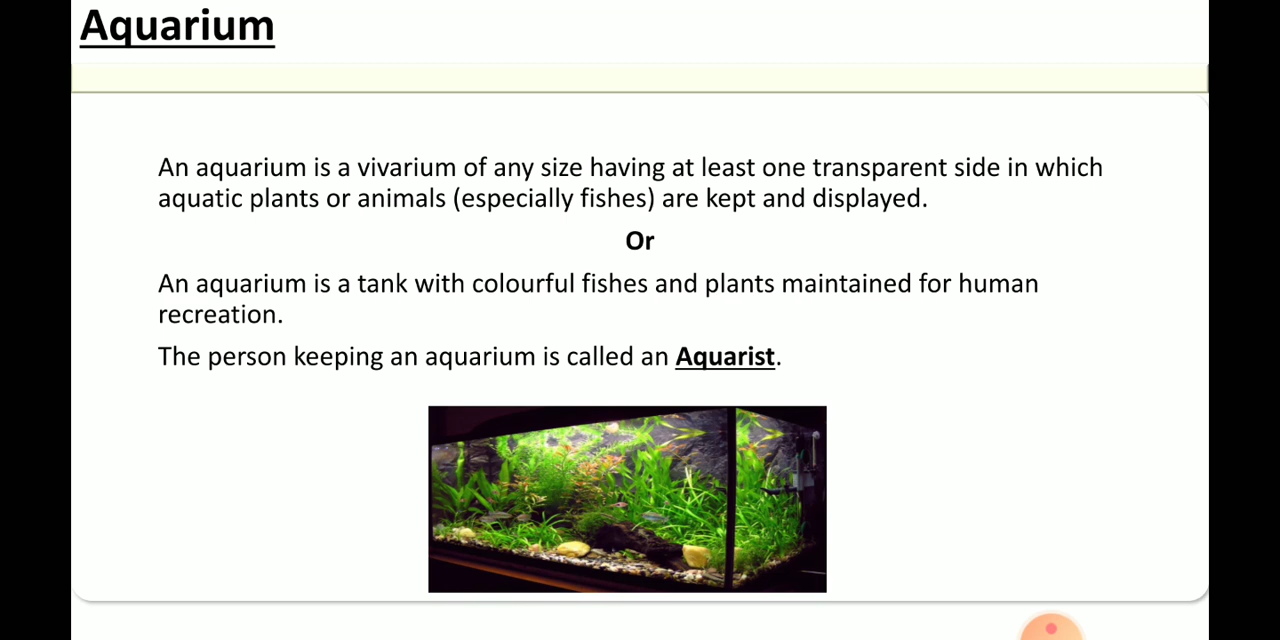 Aquarium
An aquarium is a vivarium of any size having at least one transparent side in which
aquatic plants or animals (especially fishes) are kept and displayed.
Or
An aquarium is a tank with colourful fishes and plants maintained for human
recreation.
The person keeping an aquarium is called an Aquarist.